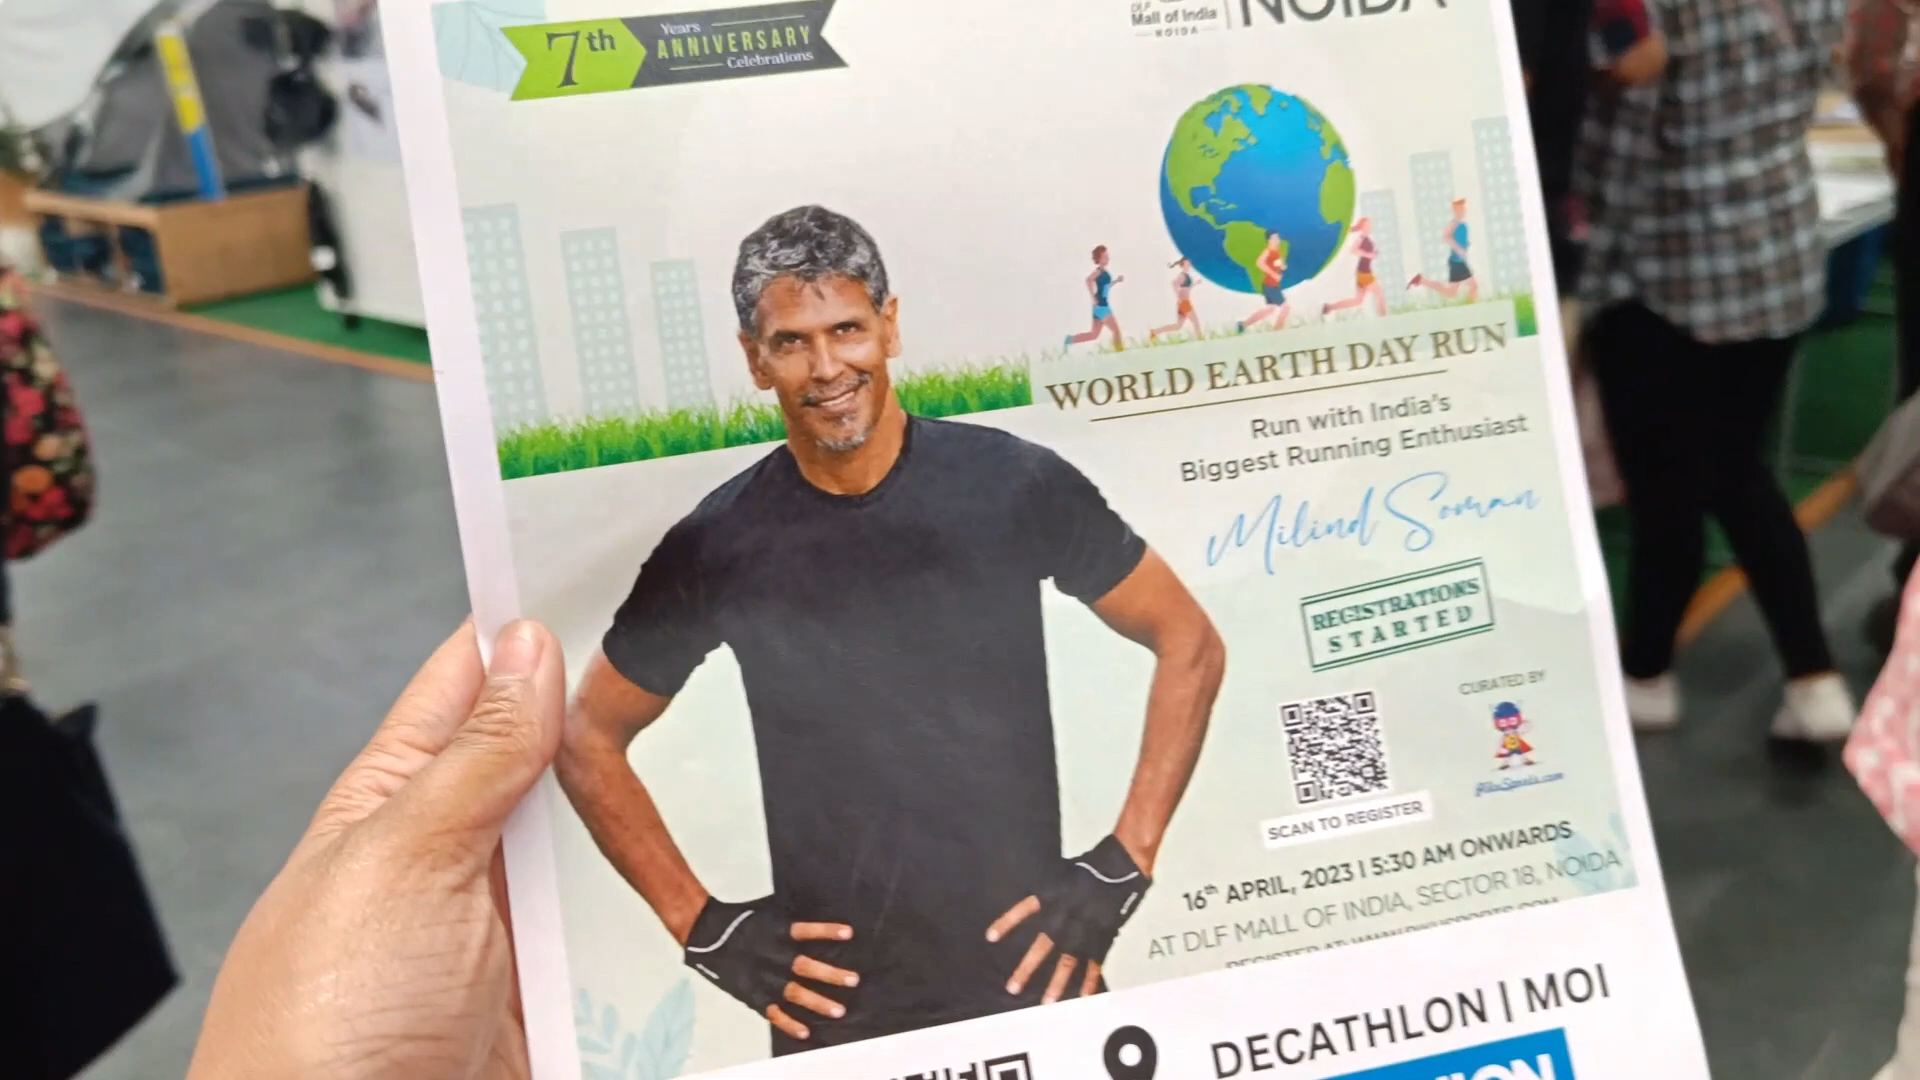 7th
Years
ANNIVERSARY
Celebrations
DLF
Mall of India
NOIDA
NOIDA
WORLD EARTH DAY RUN
Run with India's
Biggest Running Enthusiast
Milind Soman
REGISTRATIONS
STARTED
CURATED BY
SCAN TO REGISTER
16th APRIL, 2023 | 5:30 AM ONWARDS
AT DLF MALL OF INDIA, SECTOR 18, NOIDA
DECATHLON | MOI